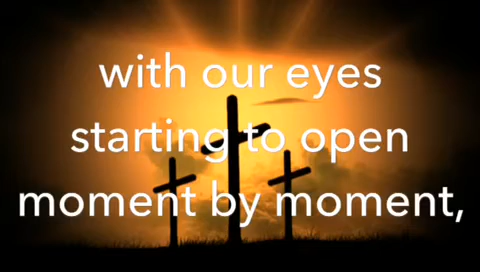 with our eyes
starting to open
moment by moment,